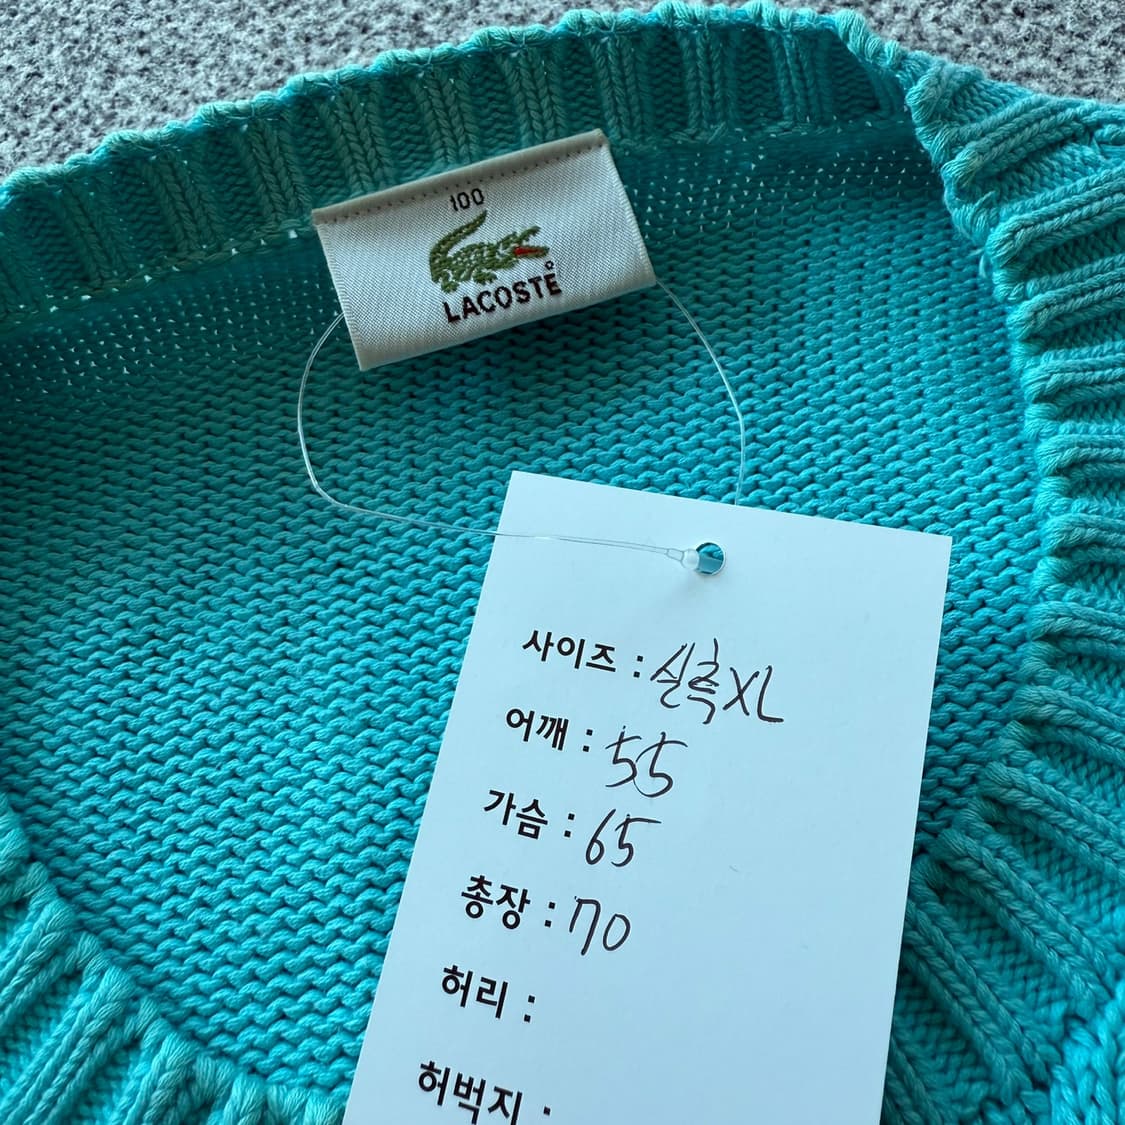 100
LACOSTE
사이즈 : 실측XL
어깨 : 55
가슴 : 65
총장 : 70
허리 :
허벅지 :